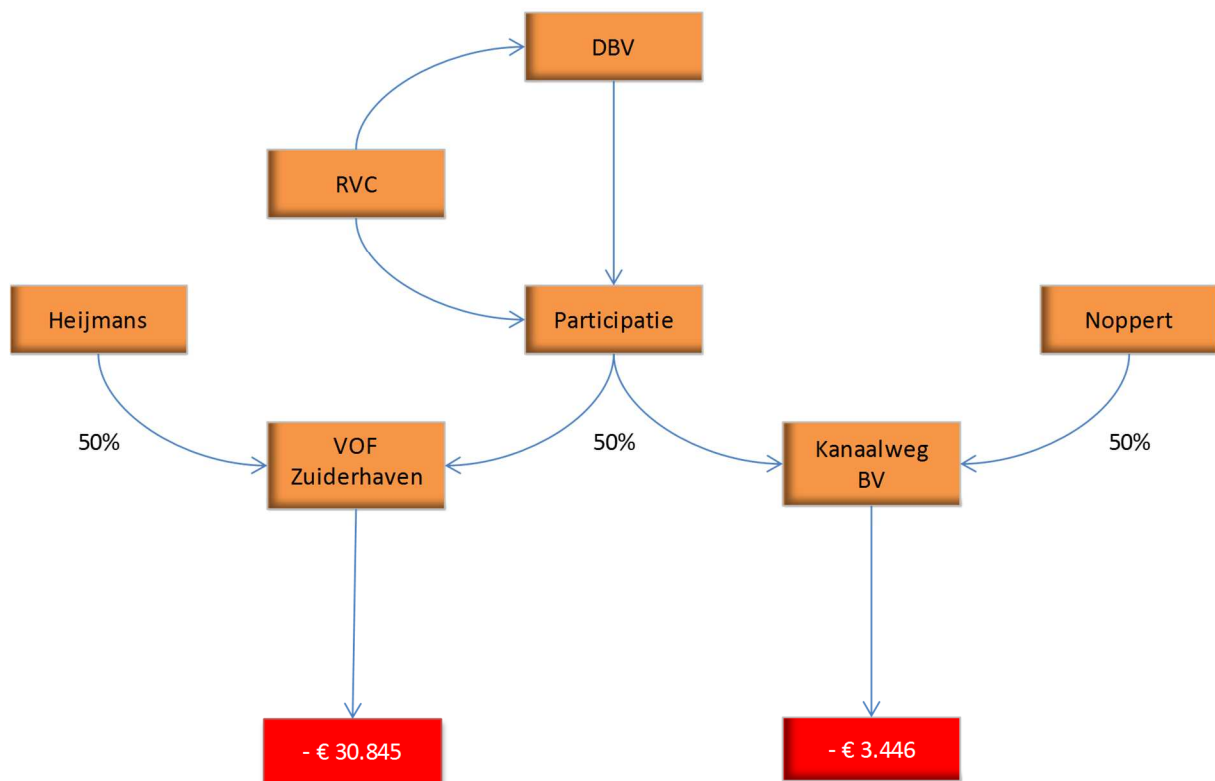 DBV
RVC
Heijmans
Participatie
Noppert
50%
VOF
Zuiderhaven
50%
Kanaalweg
BV
50%
- € 30.845
- € 3.446